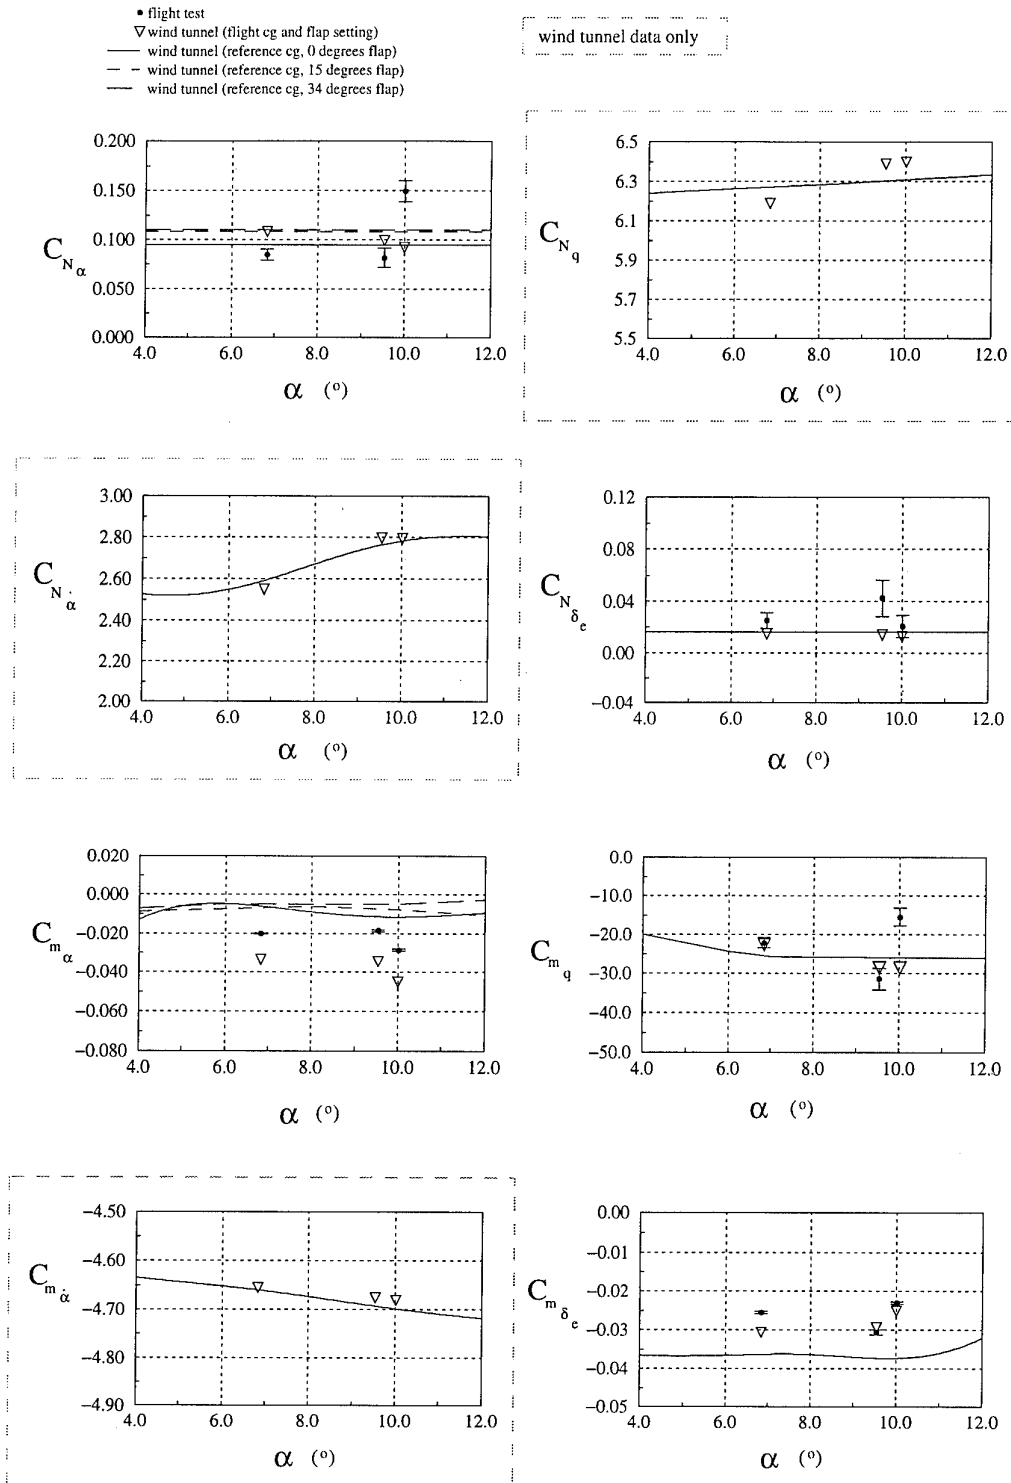 flight test
wind tunnel (flight cg and flap setting)
wind tunnel (reference cg, 0 degrees flap)
wind tunnel (reference cg, 15 degrees flap)
wind tunnel (reference cg, 34 degrees flap)
wind tunnel data only
C_N_α
0.200
0.150
0.100
0.050
0.000
4.0 6.0 8.0 10.0 12.0
α (°)
C_N_q
6.5
6.3
6.1
5.9
5.7
5.5
4.0 6.0 8.0 10.0 12.0
α (°)
C_N_α̇
3.00
2.80
2.60
2.40
2.20
2.00
4.0 6.0 8.0 10.0 12.0
α (°)
C_N_δ_e
0.12
0.08
0.04
0.00
−0.04
4.0 6.0 8.0 10.0 12.0
α (°)
C_m_α
0.020
0.000
−0.020
−0.040
−0.060
−0.080
4.0 6.0 8.0 10.0 12.0
α (°)
C_m_q
0.0
−10.0
−20.0
−30.0
−40.0
−50.0
4.0 6.0 8.0 10.0 12.0
α (°)
C_m_α̇
−4.50
−4.60
−4.70
−4.80
−4.90
4.0 6.0 8.0 10.0 12.0
α (°)
C_m_δ_e
0.00
−0.01
−0.02
−0.03
−0.04
−0.05
4.0 6.0 8.0 10.0 12.0
α (°)